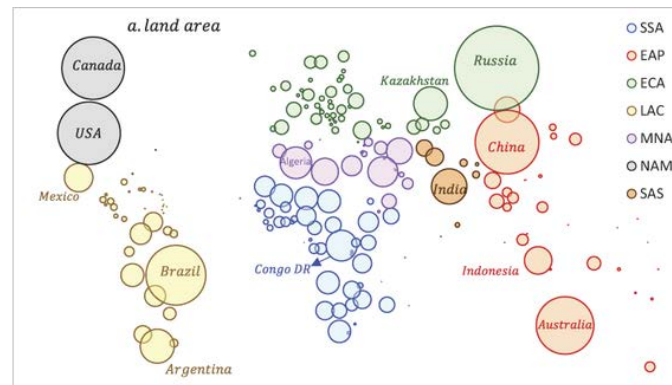 a. land area
Canada
USA
Mexico
Brazil
Argentina
Algeria
Congo DR
Kazakhstan
Russia
China
India
Indonesia
Australia
SSA
EAP
ECA
LAC
MNA
NAM
SAS